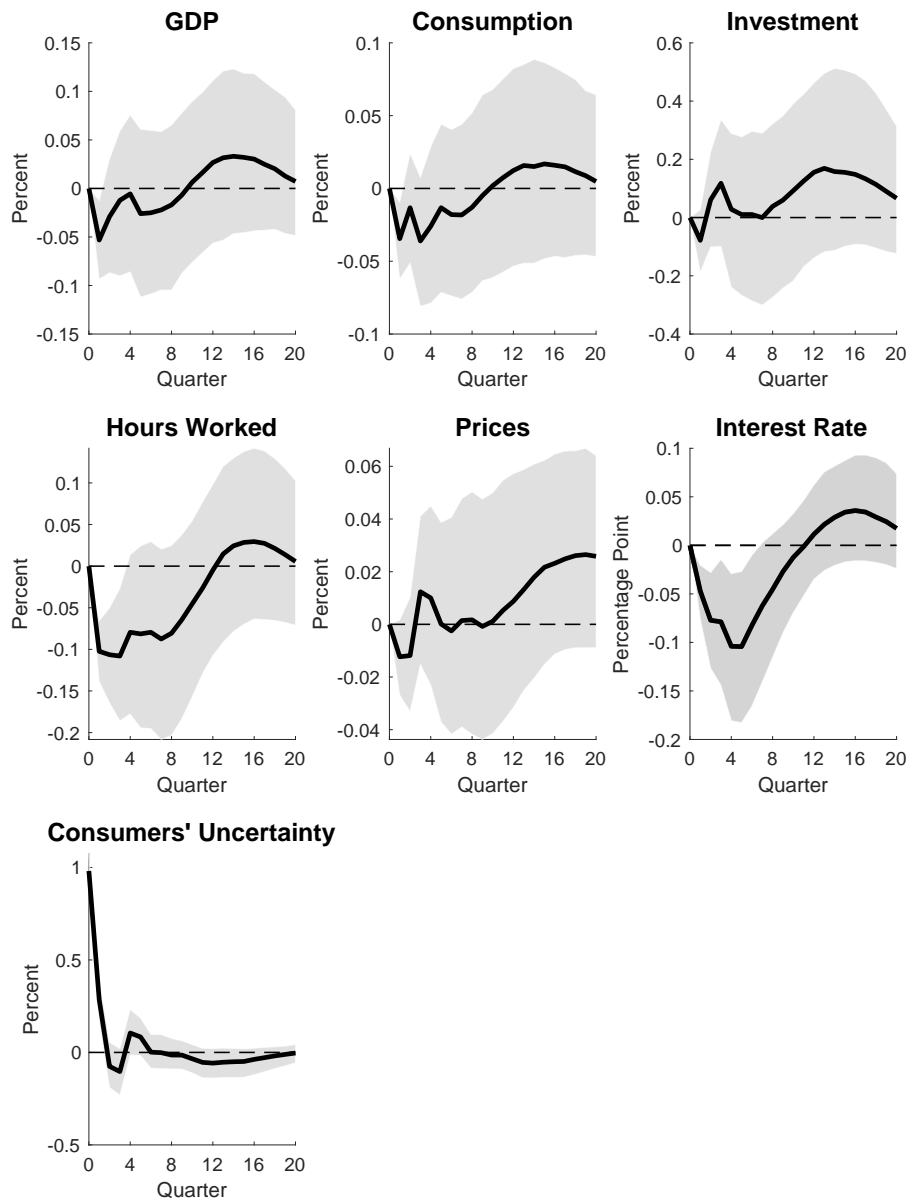 GDP
Percent
0.15
0.1
0.05
0
-0.05
-0.1
-0.15
0 4 8 12 16 20
Quarter
Consumption
Percent
0.1
0.05
0
-0.05
-0.1
0 4 8 12 16 20
Quarter
Investment
Percent
0.6
0.4
0.2
0
-0.2
-0.4
0 4 8 12 16 20
Quarter
Hours Worked
Percent
0.1
0.05
0
-0.05
-0.1
-0.15
-0.2
0 4 8 12 16 20
Quarter
Prices
Percent
0.06
0.04
0.02
0
-0.02
-0.04
0 4 8 12 16 20
Quarter
Interest Rate
Percentage Point
0.1
0.05
0
-0.05
-0.1
-0.15
-0.2
0 4 8 12 16 20
Quarter
Consumers' Uncertainty
Percent
1
0.5
0
-0.5
0 4 8 12 16 20
Quarter